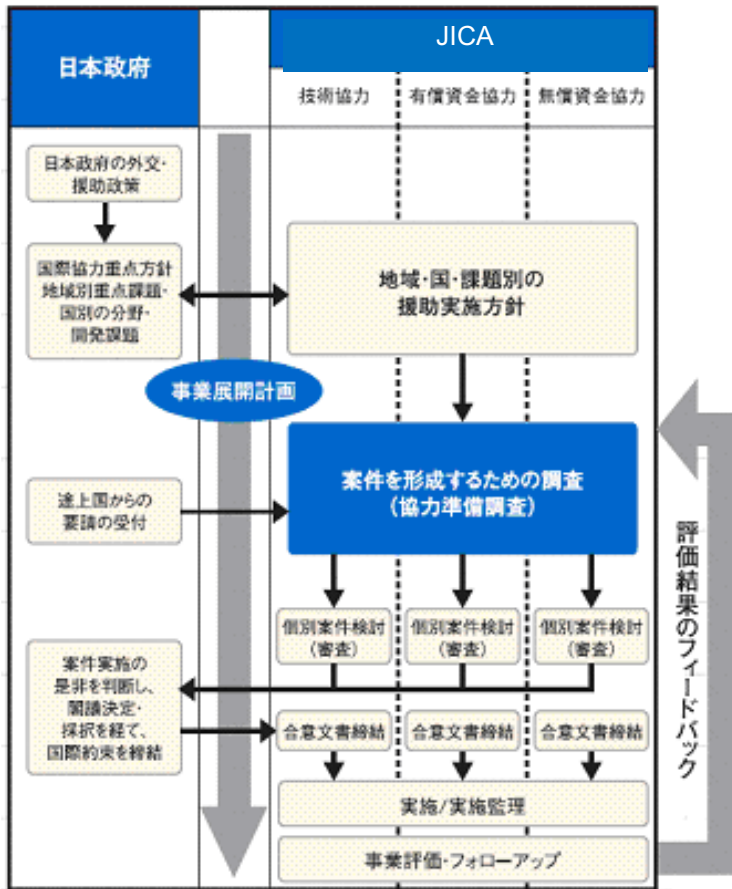 日本政府
JICA
技術協力
有償資金協力
無償資金協力
日本政府の外交・
援助政策
国際協力重点方針
地域別重点課題・
国別の分野・
開発課題
地域・国・課題別の
援助実施方針
事業展開計画
途上国からの
要請の受付
案件を形成するための調査
(協力準備調査)
個別案件検討
(審査)
個別案件検討
(審査)
個別案件検討
(審査)
案件実施の
是非を判断し、
閣議決定・
採択を経て、
国際約束を締結
合意文書締結
合意文書締結
合意文書締結
実施/実施監理
事業評価・フォローアップ
評価結果のフィードバック